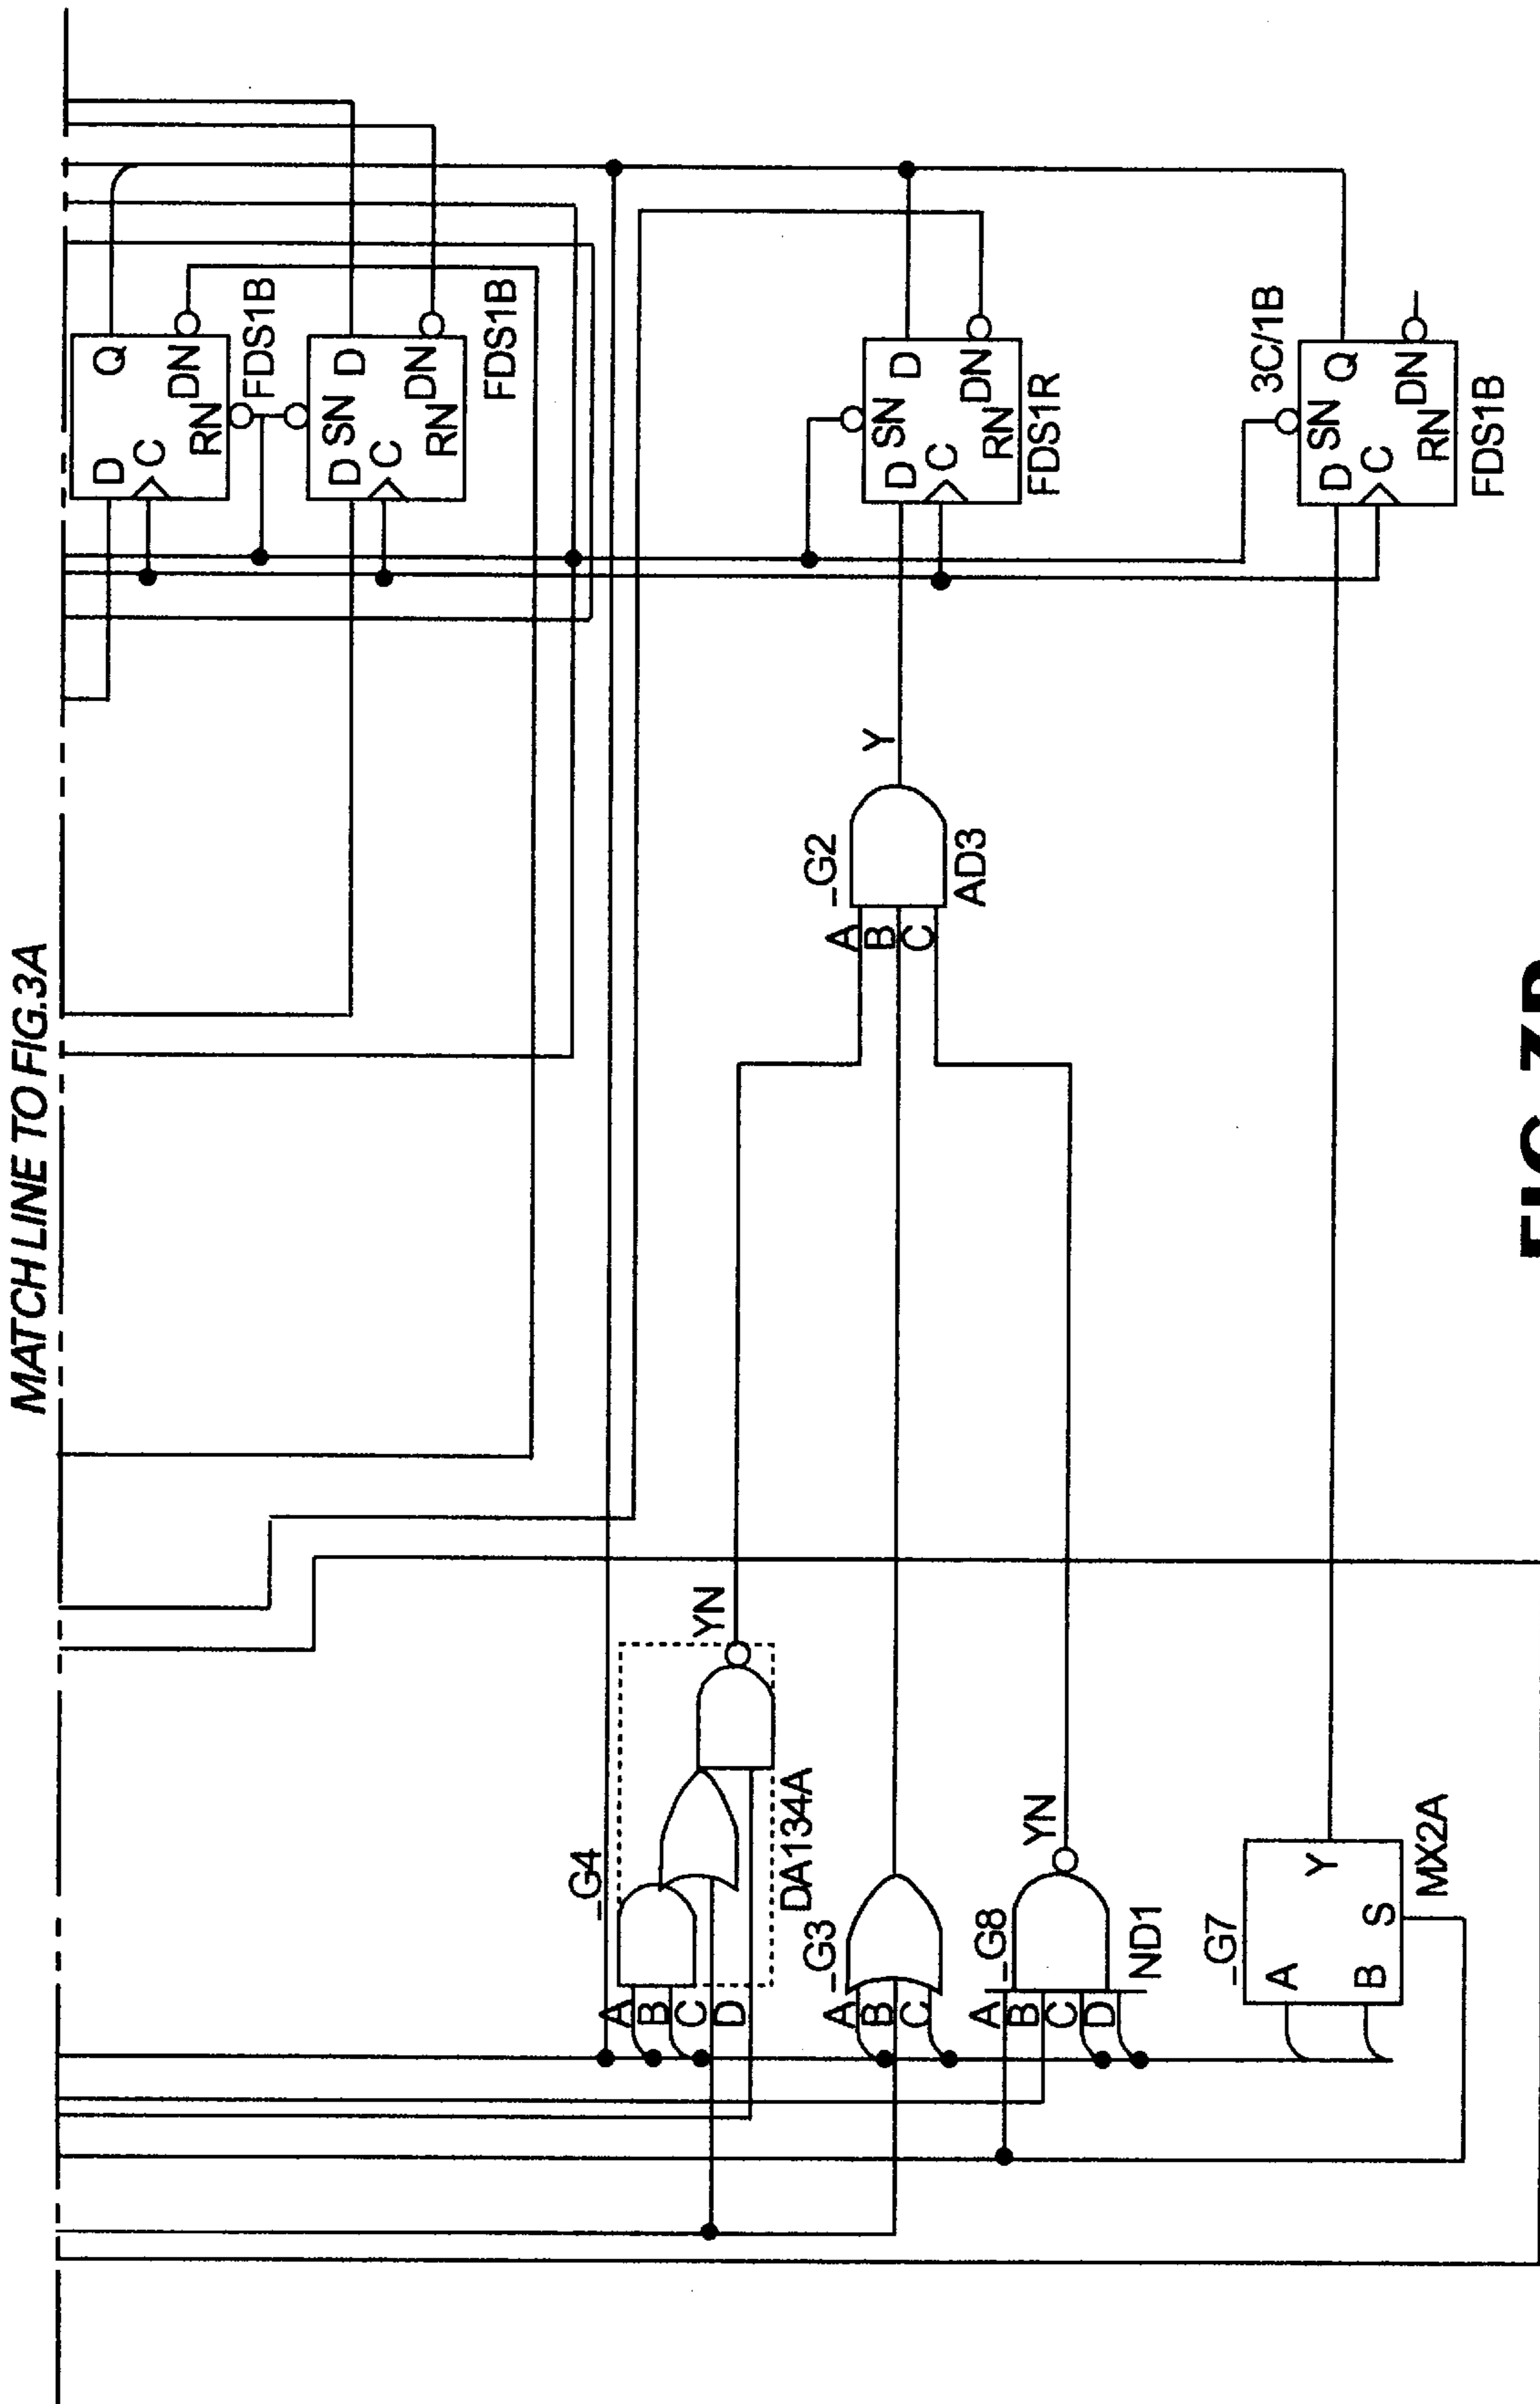 MATCH LINE TO FIG.3A
D
C
Q
DN
RN
FDS1B
D SN D
C
DN
RN
FDS1B
_G4
A
B
C
D
YN
DA134A
_G2
A
B
C
Y
AD3
D SN D
C
DN
RN
FDS1R
_G3
A
B
C
_G8
A
B
C
D
YN
ND1
_G7
A
B
Y
S
MX2A
3C/1B
D SN Q
C
DN
RN
FDS1B